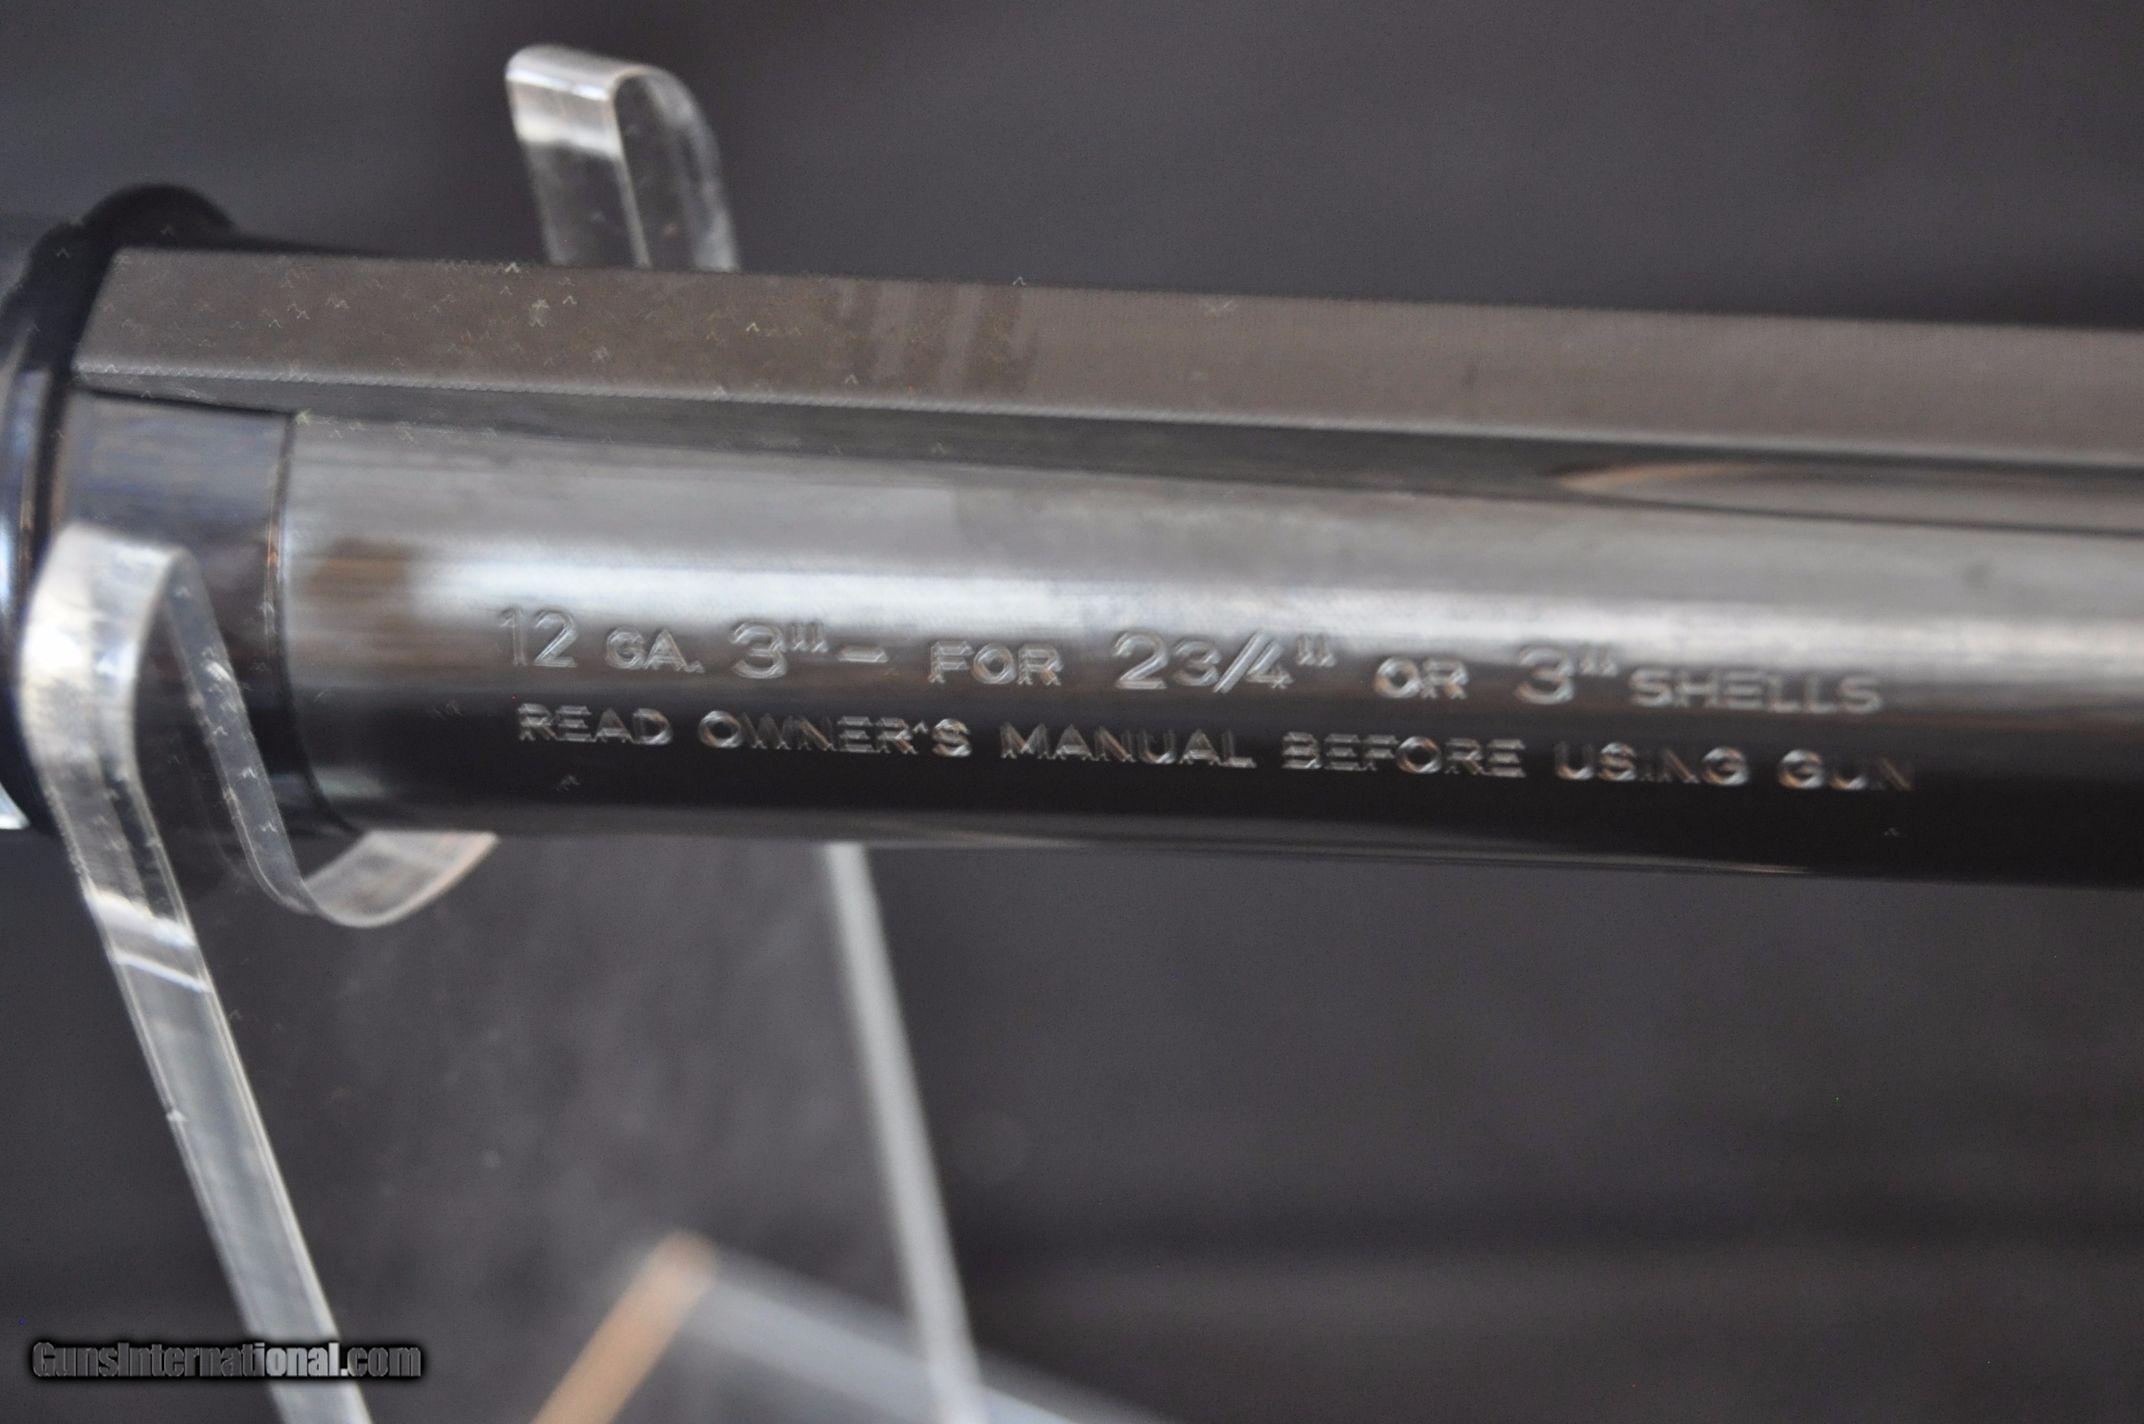 12 GA. 3" - FOR 2 3/4" OR 3" SHELLS
READ OWNER'S MANUAL BEFORE USING GUN
GunsInternational.com